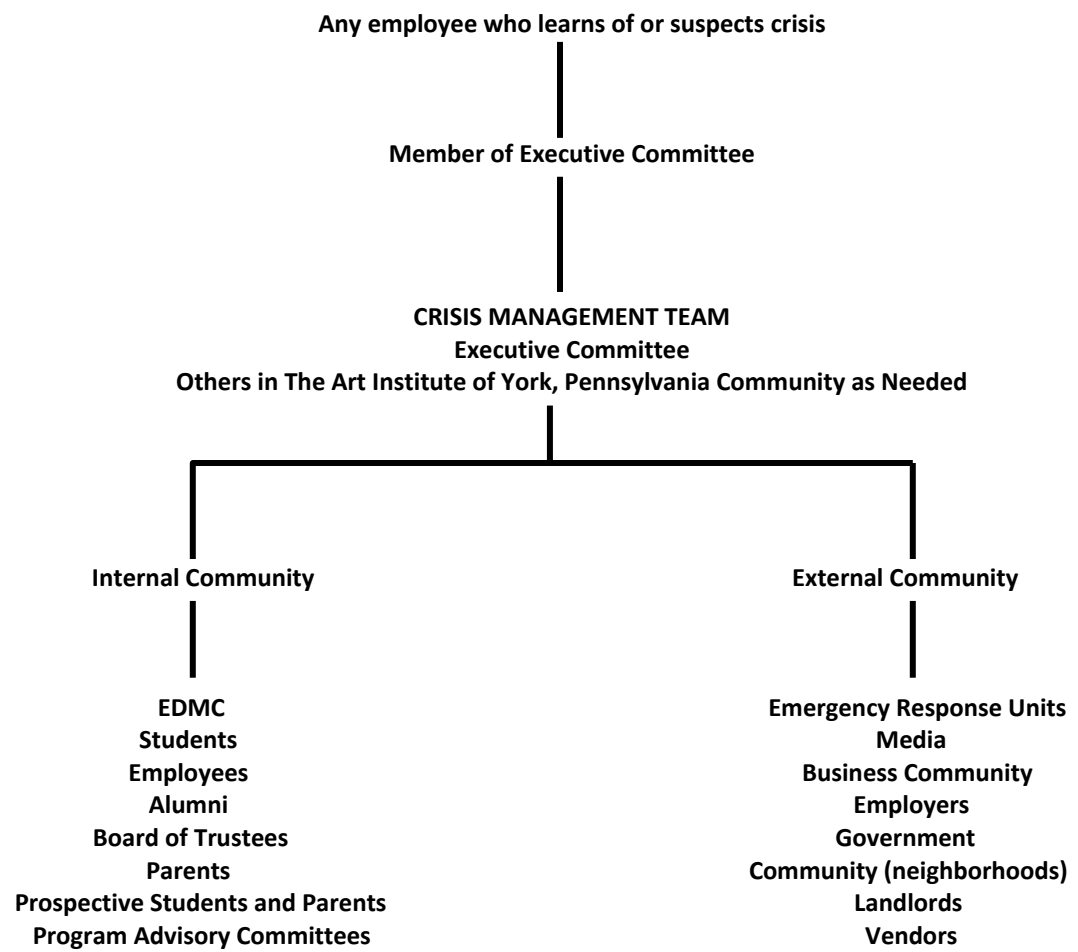 Any employee who learns of or suspects crisis
Member of Executive Committee
CRISIS MANAGEMENT TEAM
Executive Committee
Others in The Art Institute of York, Pennsylvania Community as Needed
Internal Community
External Community
EDMC
Students
Employees
Alumni
Board of Trustees
Parents
Prospective Students and Parents
Program Advisory Committees
Emergency Response Units
Media
Business Community
Employers
Government
Community (neighborhoods)
Landlords
Vendors